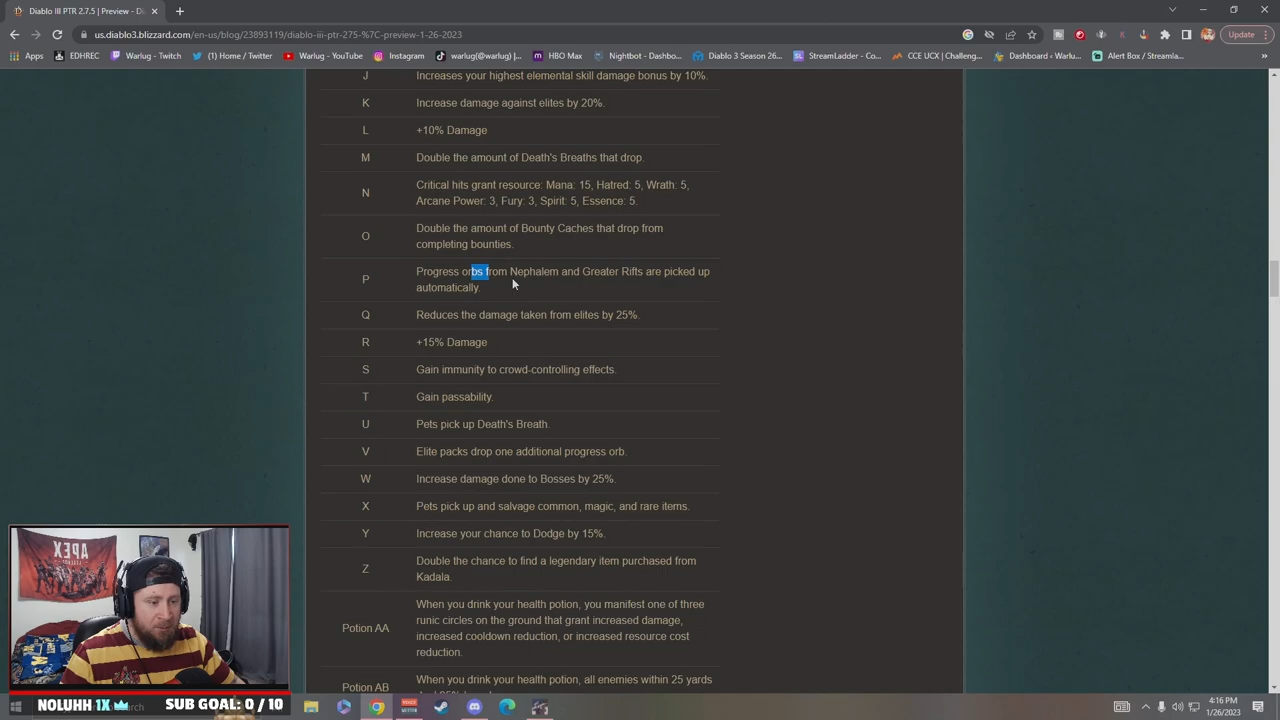 Diablo III PTR 2.7.5 | Preview - Di
us.diablo3.blizzard.com/en-us/blog/23893119/diablo-iii-ptr-275-%7C-preview-1-26-2023
Update
Apps
EDHREC
Warlug - Twitch
(1) Home / Twitter
Warlug - YouTube
Instagram
warlug(@warlug) |...
HBO Max
Nightbot - Dashbo...
Diablo 3 Season 26...
StreamLadder - Co...
CCE UCX | Challeng...
Dashboard ‹ Warlu...
Alert Box / Streamla...
J Increases your highest elemental skill damage bonus by 10%.
K Increase damage against elites by 20%.
L +10% Damage
M Double the amount of Death's Breaths that drop.
N Critical hits grant resource: Mana: 15, Hatred: 5, Wrath: 5,
Arcane Power: 3, Fury: 3, Spirit: 5, Essence: 5.
O Double the amount of Bounty Caches that drop from
completing bounties.
P Progress orbs from Nephalem and Greater Rifts are picked up
automatically.
Q Reduces the damage taken from elites by 25%.
R +15% Damage
S Gain immunity to crowd-controlling effects.
T Gain passability.
U Pets pick up Death's Breath.
V Elite packs drop one additional progress orb.
W Increase damage done to Bosses by 25%.
X Pets pick up and salvage common, magic, and rare items.
Y Increase your chance to Dodge by 15%.
Z Double the chance to find a legendary item purchased from
Kadala.
Potion AA When you drink your health potion, you manifest one of three
runic circles on the ground that grant increased damage,
increased cooldown reduction, or increased resource cost
reduction.
Potion AB When you drink your health potion, all enemies within 25 yards
APEX
NOLUHH 1X
SUB GOAL: 0 / 10
4:16 PM
1/26/2023